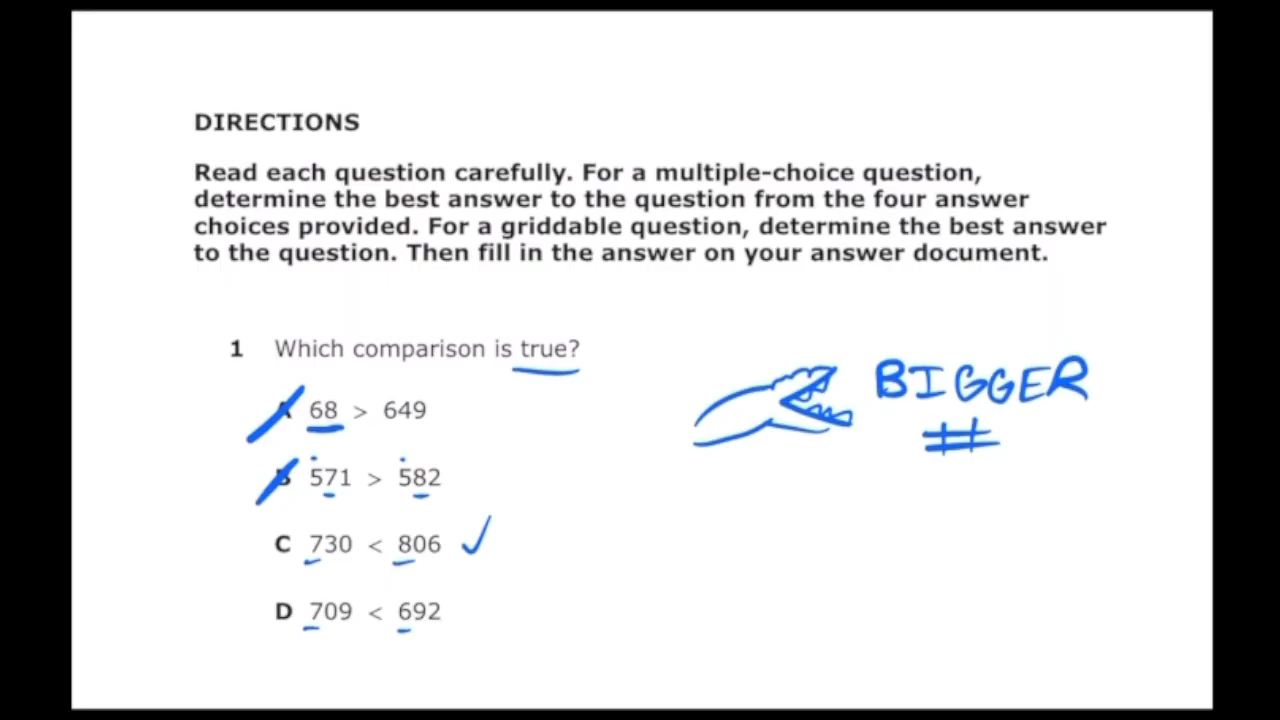 DIRECTIONS
Read each question carefully. For a multiple-choice question,
determine the best answer to the question from the four answer
choices provided. For a griddable question, determine the best answer
to the question. Then fill in the answer on your answer document.
1 Which comparison is true?
A 68 > 649
B 571 > 582
C 730 < 806
D 709 < 692
BIGGER
#